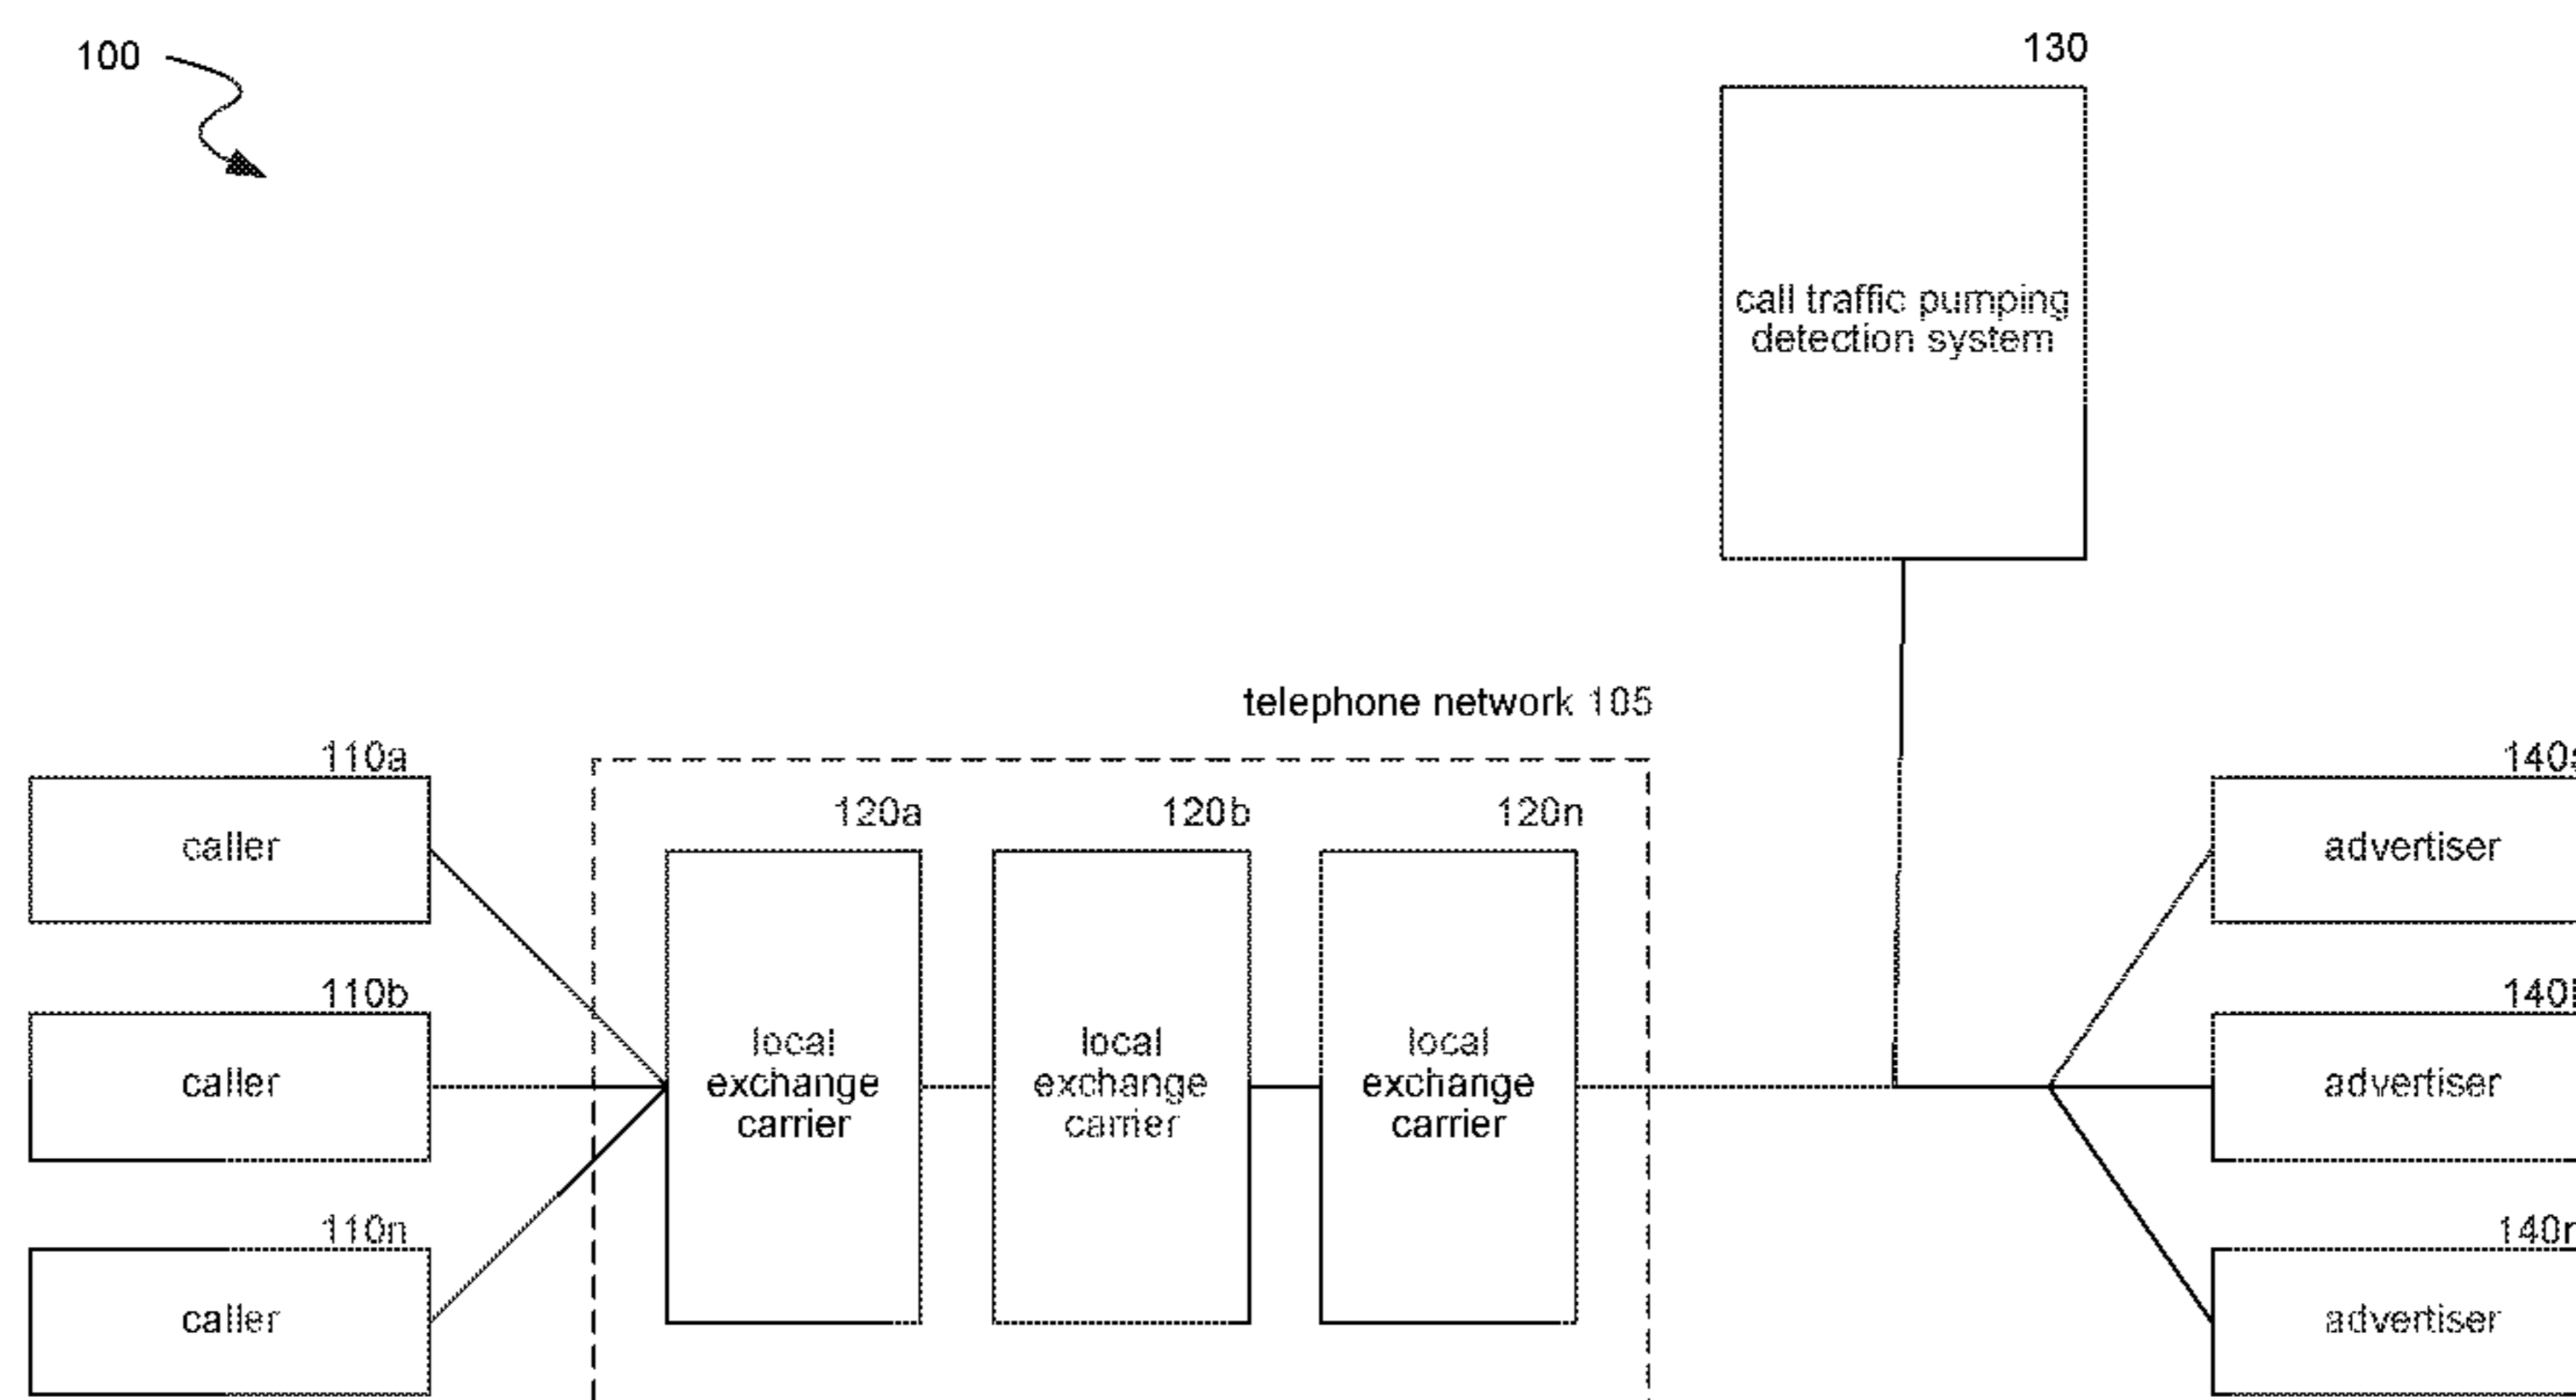 100
130
call traffic pumping
detection system
telephone network 105
110a
caller
110b
caller
110n
caller
120a
local
exchange
carrier
120b
local
exchange
carrier
120n
local
exchange
carrier
advertiser
advertiser
advertiser